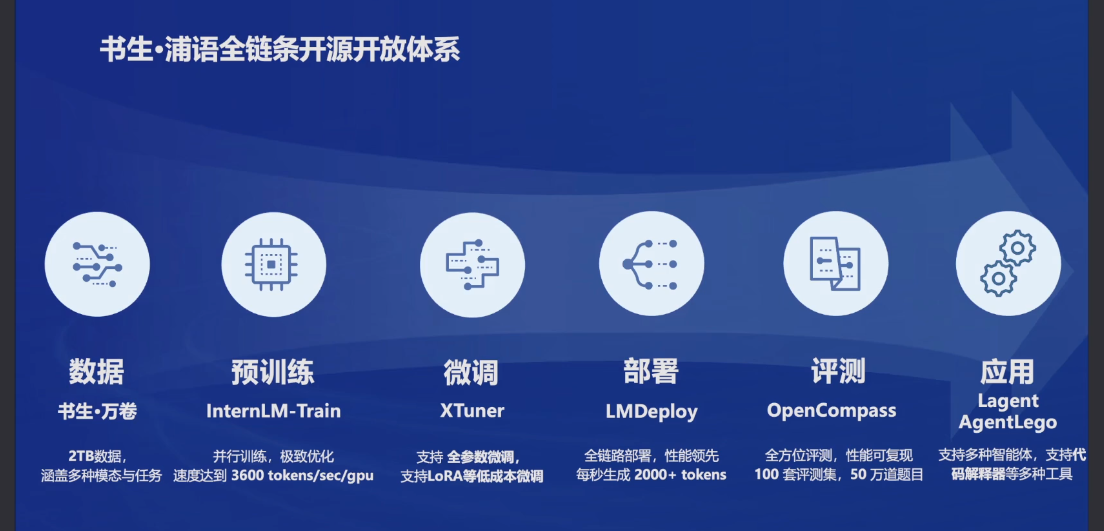 书生·浦语全链条开源开放体系
数据
书生·万卷
2TB数据，
涵盖多种模态与任务
预训练
InternLM-Train
并行训练，极致优化
速度达到 3600 tokens/sec/gpu
微调
XTuner
支持 全参数微调，
支持LoRA等低成本微调
部署
LMDeploy
全链路部署，性能领先
每秒生成 2000+ tokens
评测
OpenCompass
全方位评测，性能可复现
100 套评测集，50 万道题目
应用
Lagent
AgentLego
支持多种智能体，支持代
码解释器等多种工具